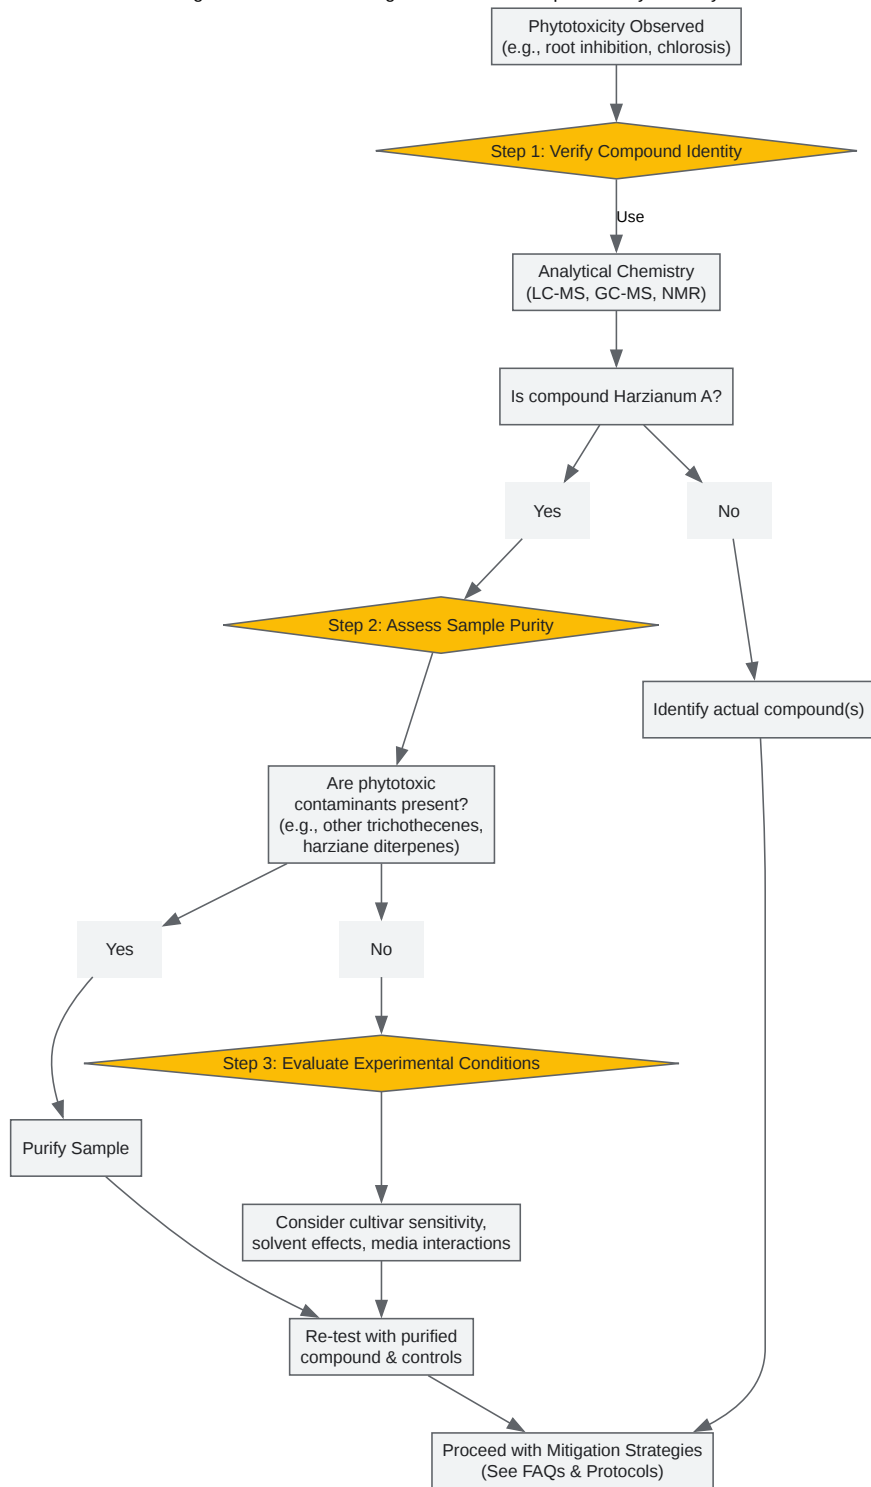 Phytotoxicity Observed
(e.g., root inhibition, chlorosis)
Step 1: Verify Compound Identity
Use
Analytical Chemistry
(LC-MS, GC-MS, NMR)
Is compound Harzianum A?
Yes
No
Step 2: Assess Sample Purity
Identify actual compound(s)
Are phytotoxic
contaminants present?
(e.g., other trichothecenes,
harziane diterpenes)
Yes
No
Step 3: Evaluate Experimental Conditions
Purify Sample
Consider cultivar sensitivity,
solvent effects, media interactions
Re-test with purified
compound & controls
Proceed with Mitigation Strategies
(See FAQs & Protocols)